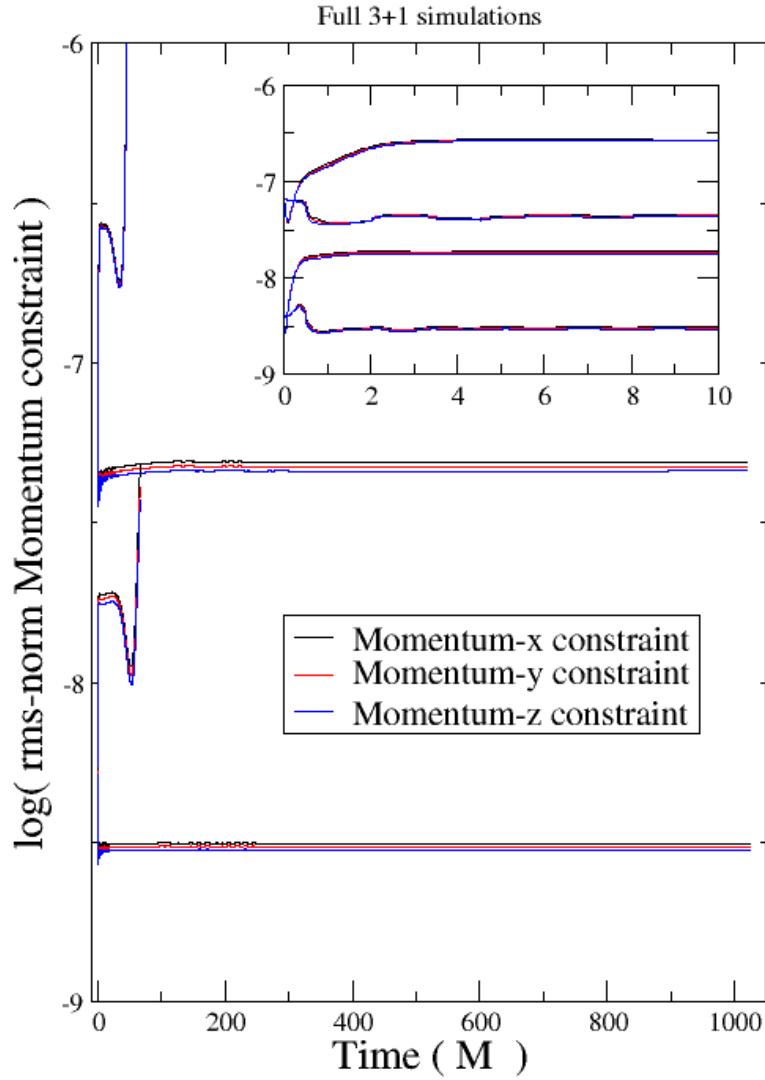 Full 3+1 simulations
log( rms-norm Momentum constraint )
-6
-7
-8
-9
-6
-7
-8
-9
0 2 4 6 8 10
Momentum-x constraint
Momentum-y constraint
Momentum-z constraint
0 200 400 600 800 1000
Time ( M )